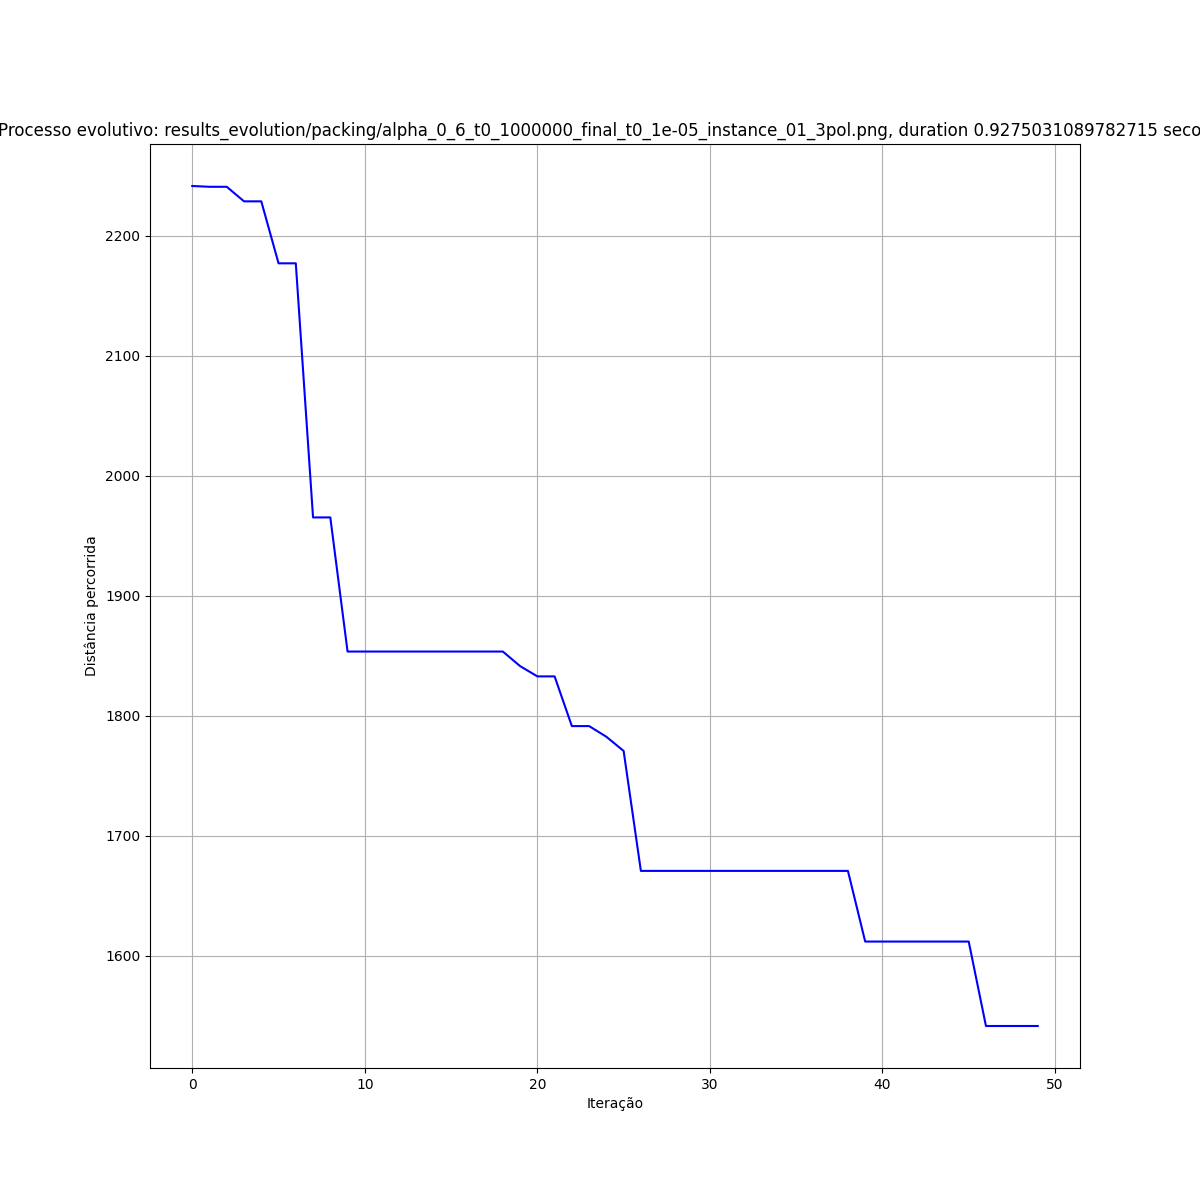 Processo evolutivo: results_evolution/packing/alpha_0_6_t0_1000000_final_t0_1e-05_instance_01_3pol.png, duration 0.9275031089782715 seco
2200
2100
2000
1900
1800
1700
1600
Distância percorrida
0 10 20 30 40 50
Iteração